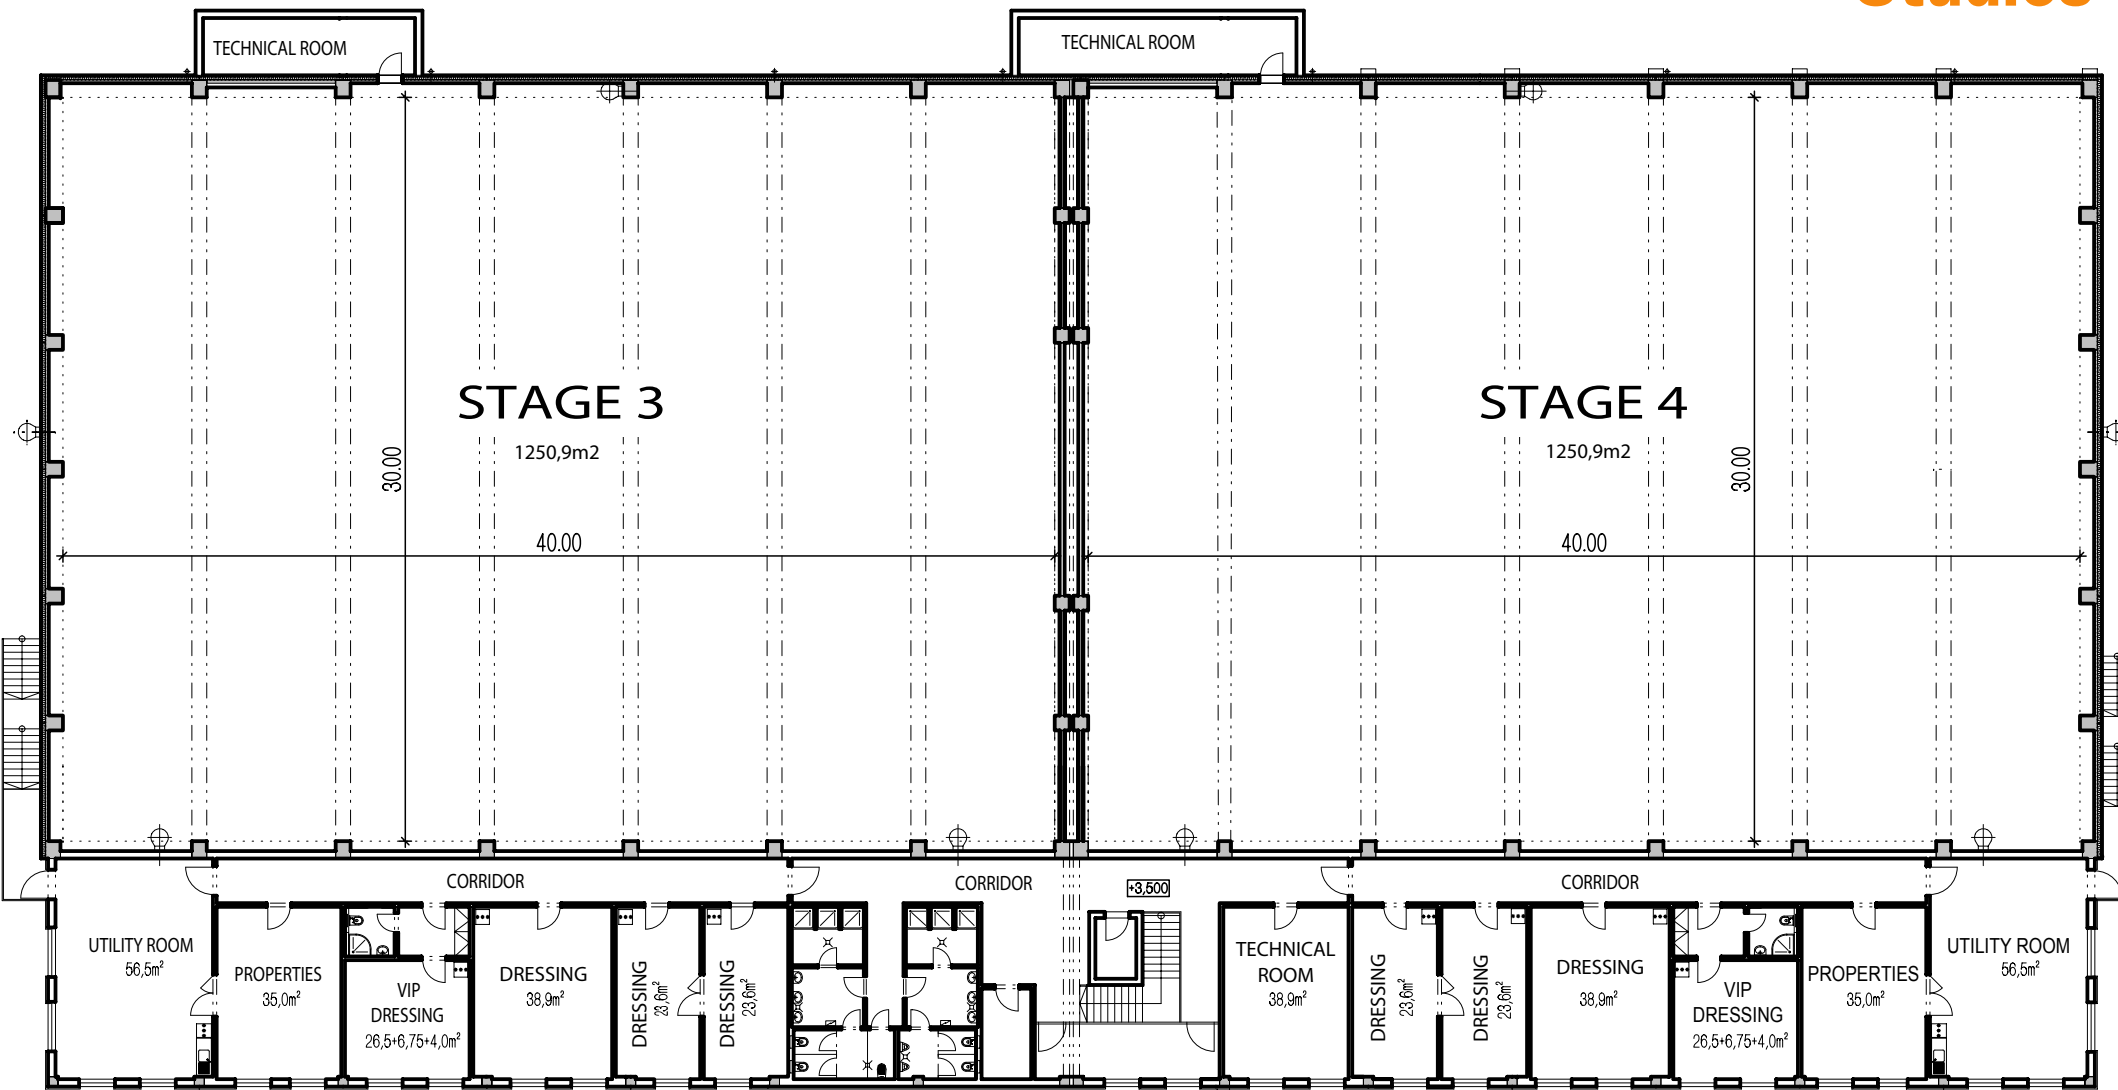 Studios
TECHNICAL ROOM
TECHNICAL ROOM
STAGE 3
1250,9m2
30.00
40.00
STAGE 4
1250,9m2
30.00
40.00
CORRIDOR
CORRIDOR
+3,500
CORRIDOR
UTILITY ROOM
56,5m²
PROPERTIES
35,0m²
VIP
DRESSING
26,5+6,75+4,0m²
DRESSING
38,9m²
DRESSING
23,6m²
DRESSING
23,6m²
TECHNICAL
ROOM
38,9m²
DRESSING
23,6m²
DRESSING
23,6m²
DRESSING
38,9m²
VIP
DRESSING
26,5+6,75+4,0m²
PROPERTIES
35,0m²
UTILITY ROOM
56,5m²